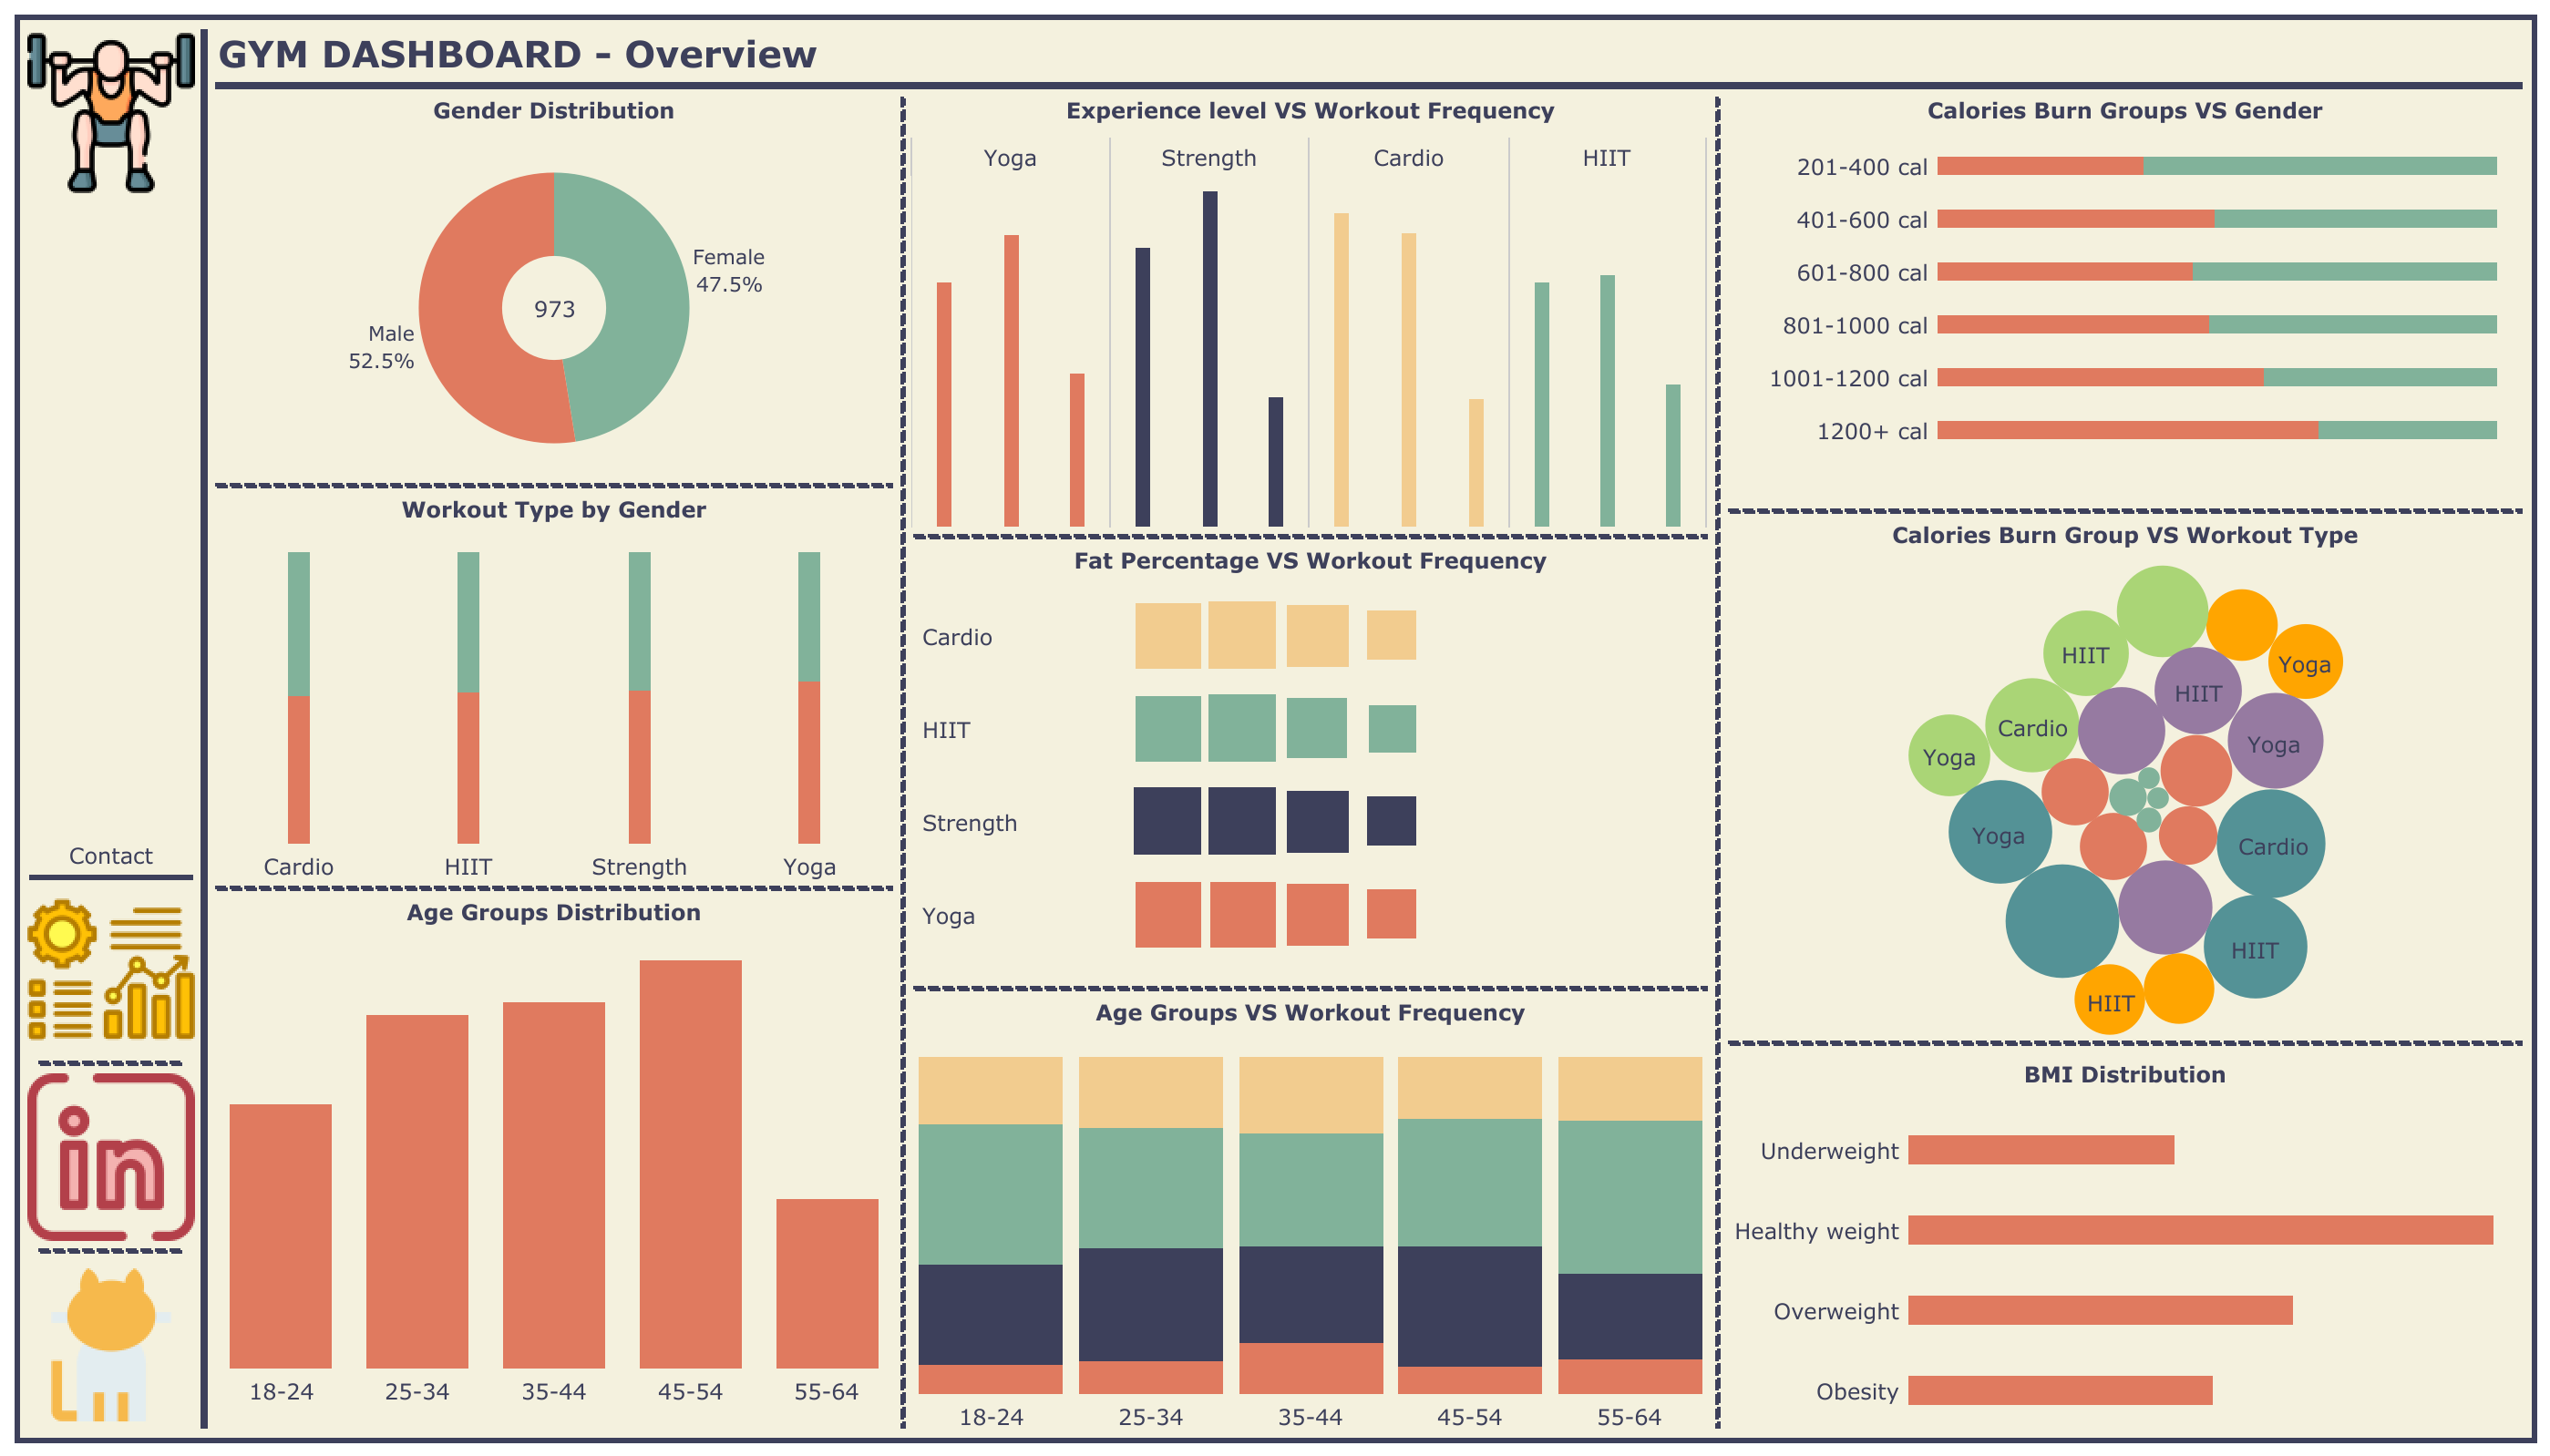 GYM DASHBOARD – Overview
Gender Distribution
Female
47.5%
973
Male
52.5%
Workout Type by Gender
Cardio
HIIT
Strength
Yoga
Age Groups Distribution
18-24
25-34
35-44
45-54
55-64
Experience level VS Workout Frequency
Yoga
Strength
Cardio
HIIT
Fat Percentage VS Workout Frequency
Cardio
HIIT
Strength
Yoga
Age Groups VS Workout Frequency
18-24
25-34
35-44
45-54
55-64
Calories Burn Groups VS Gender
201-400 cal
401-600 cal
601-800 cal
801-1000 cal
1001-1200 cal
1200+ cal
Calories Burn Group VS Workout Type
HIIT
Yoga
HIIT
Cardio
Yoga
Yoga
Yoga
Cardio
HIIT
HIIT
BMI Distribution
Underweight
Healthy weight
Overweight
Obesity
Contact
in